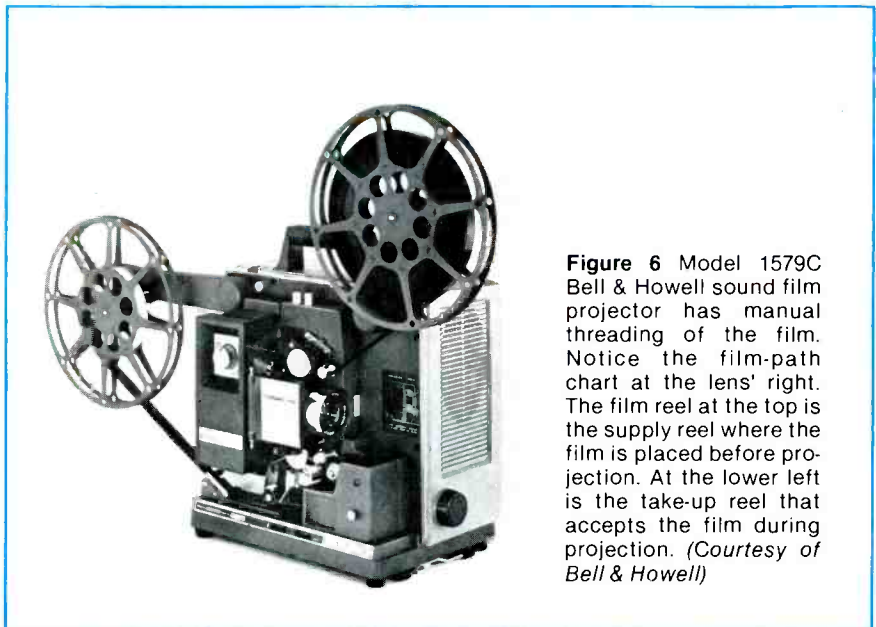 Figure 6 Model 1579C
Bell & Howell sound film
projector has manual
threading of the film.
Notice the film-path
chart at the lens' right.
The film reel at the top is
the supply reel where the
film is placed before pro-
jection. At the lower left
is the take-up reel that
accepts the film during
projection. (Courtesy of
Bell & Howell)